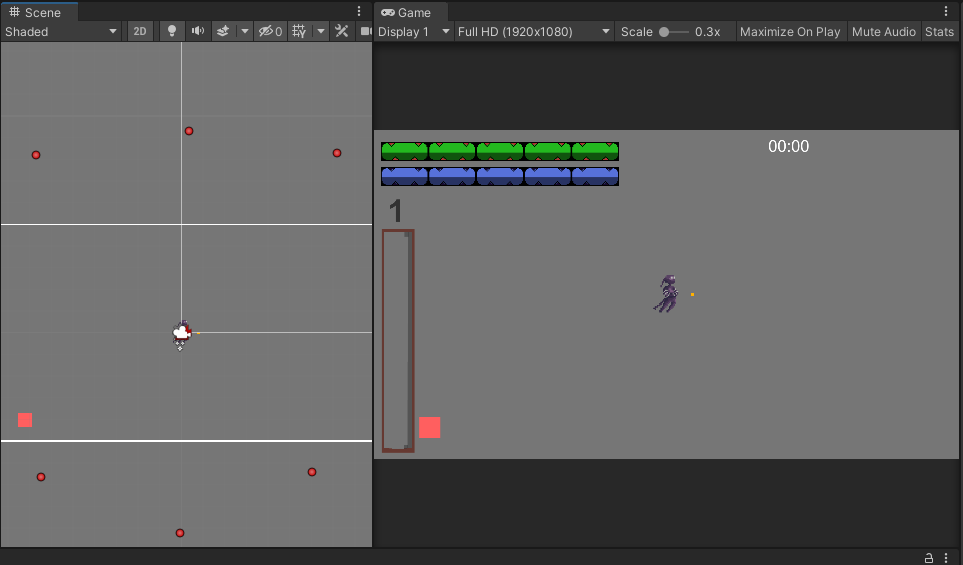 Scene
Shaded
2D
0
Game
Display 1
Full HD (1920x1080)
Scale
0.3x
Maximize On Play
Mute Audio
Stats
00:00
1